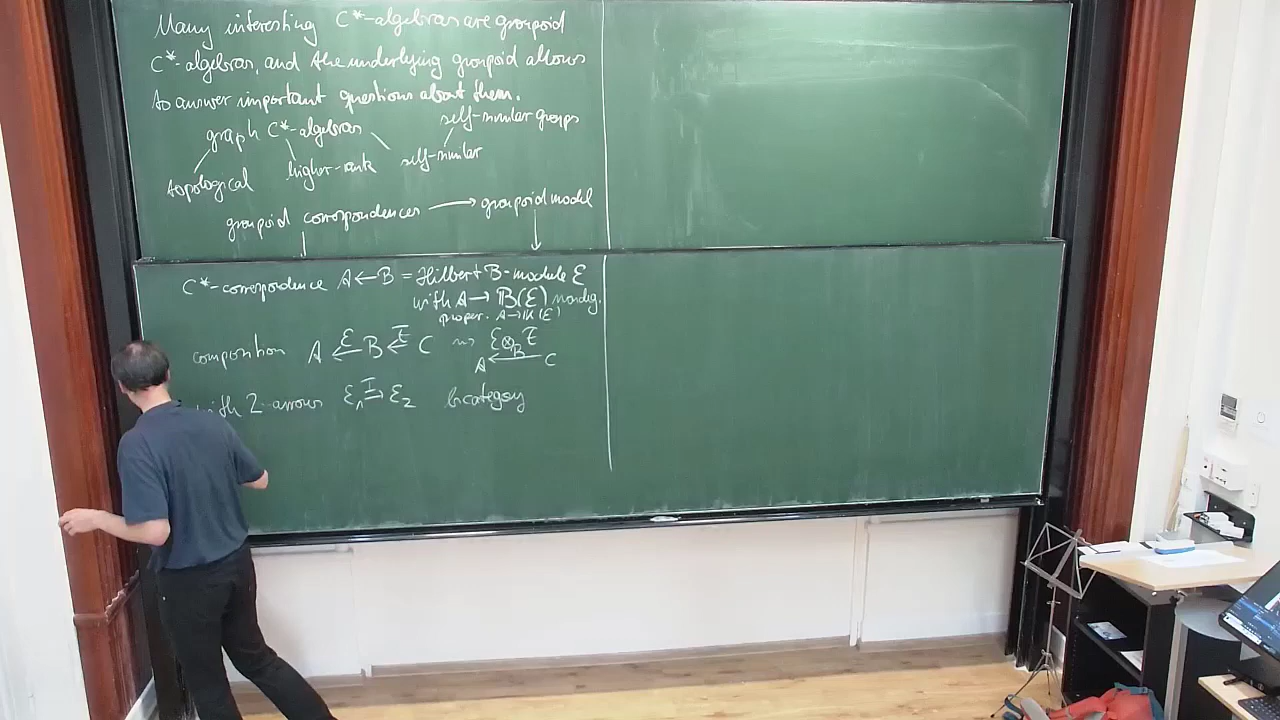 Many interesting C*-algebras are groupoid
C*-algebras, and the underlying groupoid allows
to answer important questions about them.
graph C*-algebras self-similar groups
topological higher-rank self-similar
groupoid correspondences → groupoid model
C*-correspondence A ← B = Hilbert B-module ℰ
with A → 𝔹(ℰ) nondeg.
proper: A → 𝕂(ℰ)
composition A ←ℰ B ←ℱ C ⇝ ℰ ⊗_B ℱ
A ← C
with 2-arrows ℰ₁ ⇒ ℰ₂ bicategory